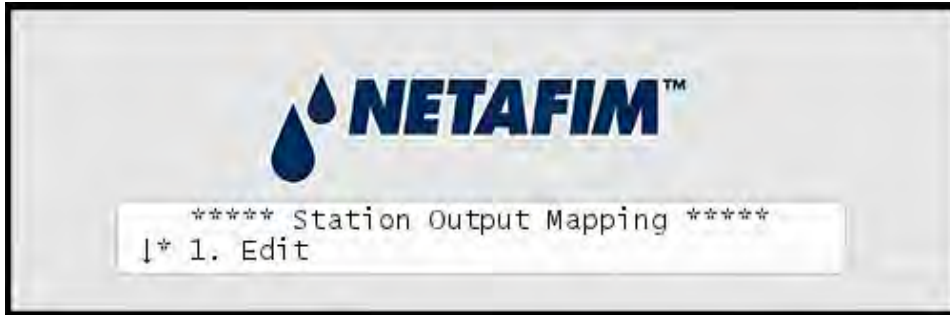 NETAFIM™
***** Station Output Mapping *****
↓* 1. Edit